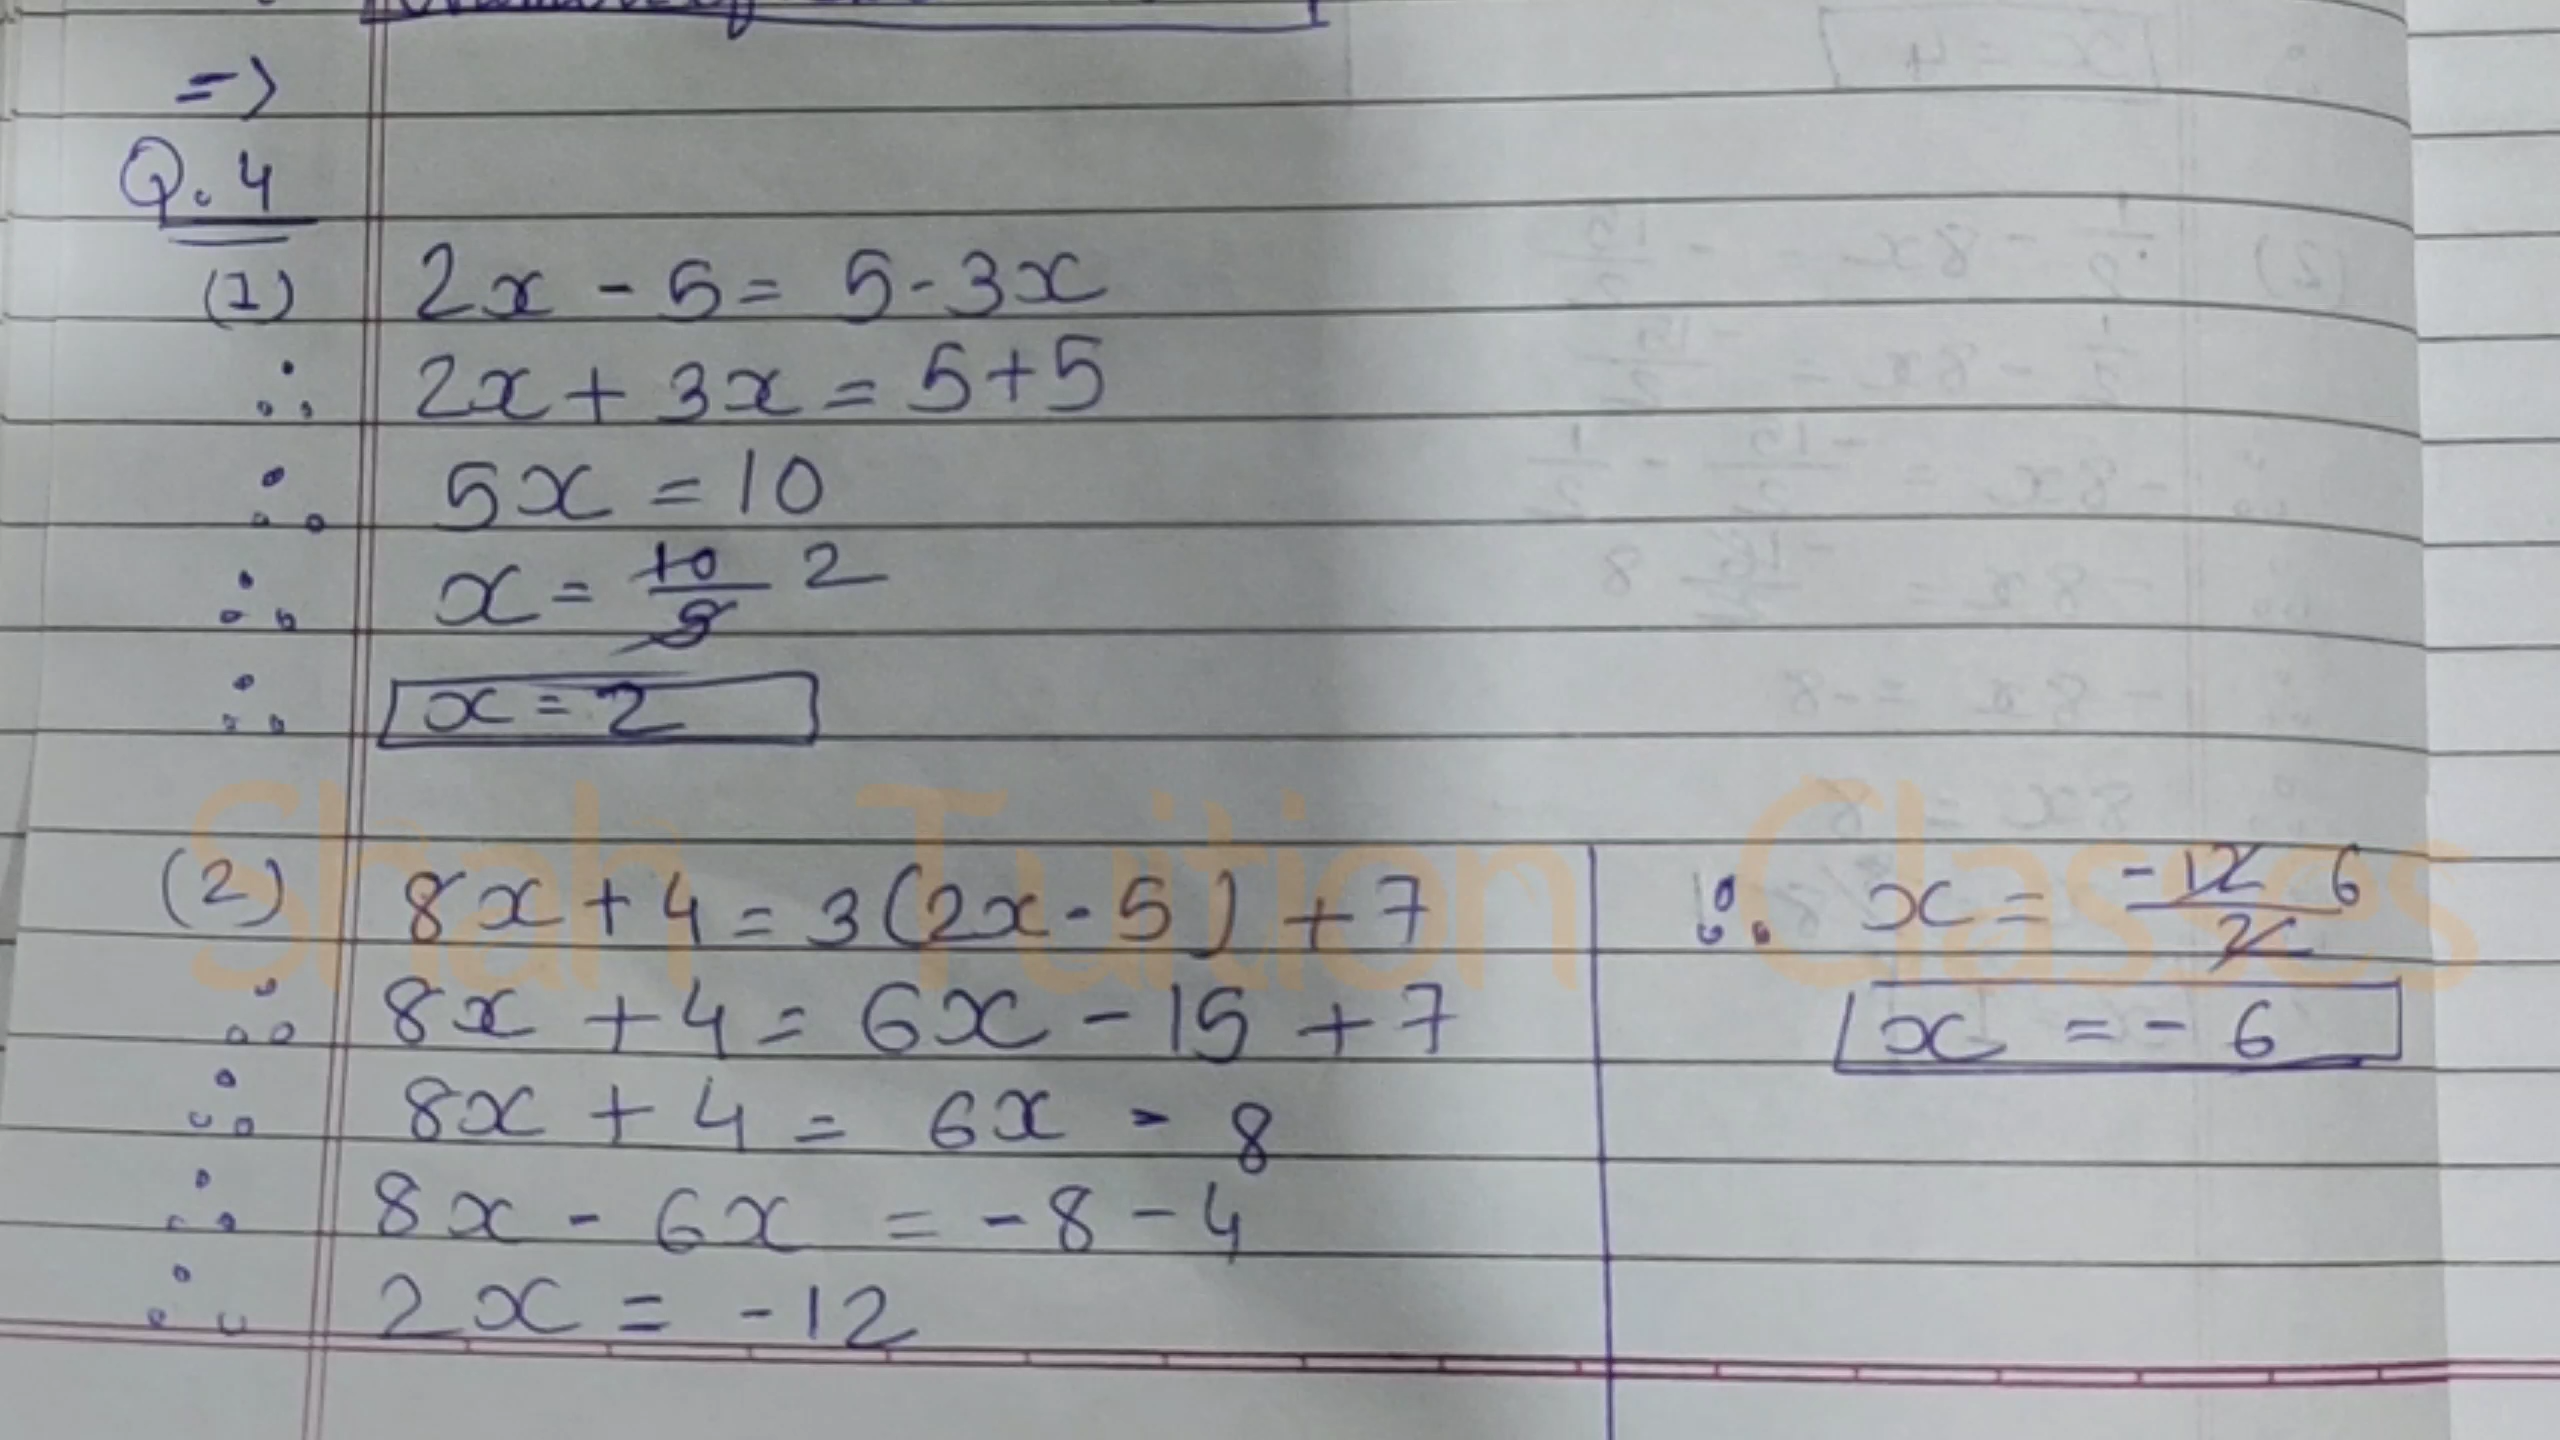 =>
Q. 4
(1) 2x - 5 = 5 - 3x
∴ 2x + 3x = 5 + 5
∴ 5x = 10
∴ x = 10/5 2
∴ x = 2
Shah Tuition Classes
(2) 8x + 4 = 3(2x - 5) + 7
∴ 8x + 4 = 6x - 15 + 7
∴ 8x + 4 = 6x - 8
∴ 8x - 6x = -8 - 4
∴ 2x = -12
∴ x = -12/2 6
x = - 6